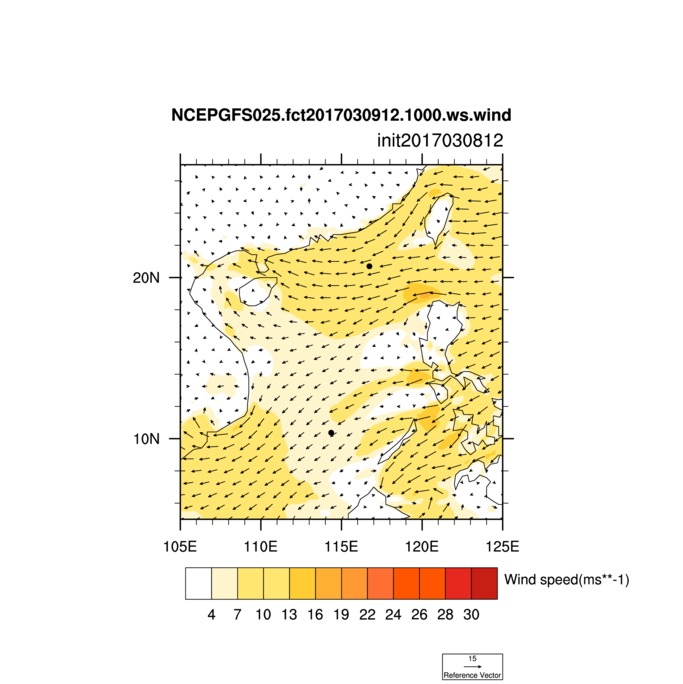 NCEPGFS025.fct2017030912.1000.ws.wind
init2017030812
20N
10N
105E 110E 115E 120E 125E
Wind speed(ms**-1)
4 7 10 13 16 19 22 24 26 28 30
15
Reference Vector